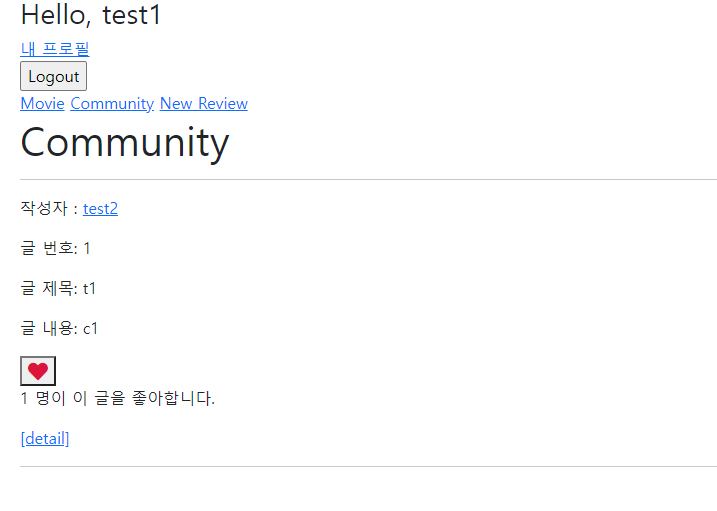 Hello, test1
내 프로필
Logout
Movie Community New Review
Community
작성자 : test2
글 번호: 1
글 제목: t1
글 내용: c1
1 명이 이 글을 좋아합니다.
[detail]